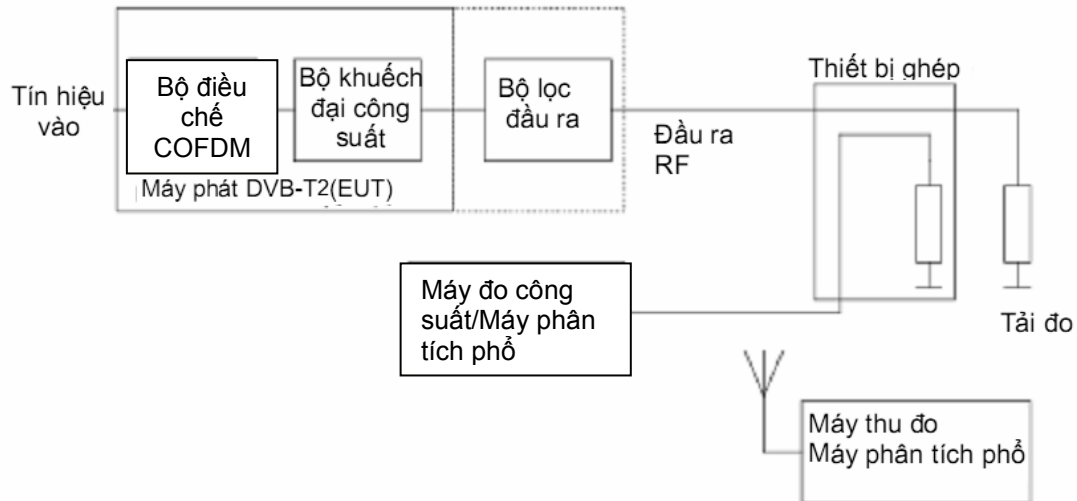 Tín hiệu
vào
Bộ điều
chế
COFDM
Bộ khuếch
đại công
suất
Máy phát DVB-T2(EUT)
Bộ lọc
đầu ra
Đầu ra
RF
Thiết bị ghép
Tải đo
Máy đo công
suất/Máy phân
tích phổ
Máy thu đo
Máy phân tích phổ